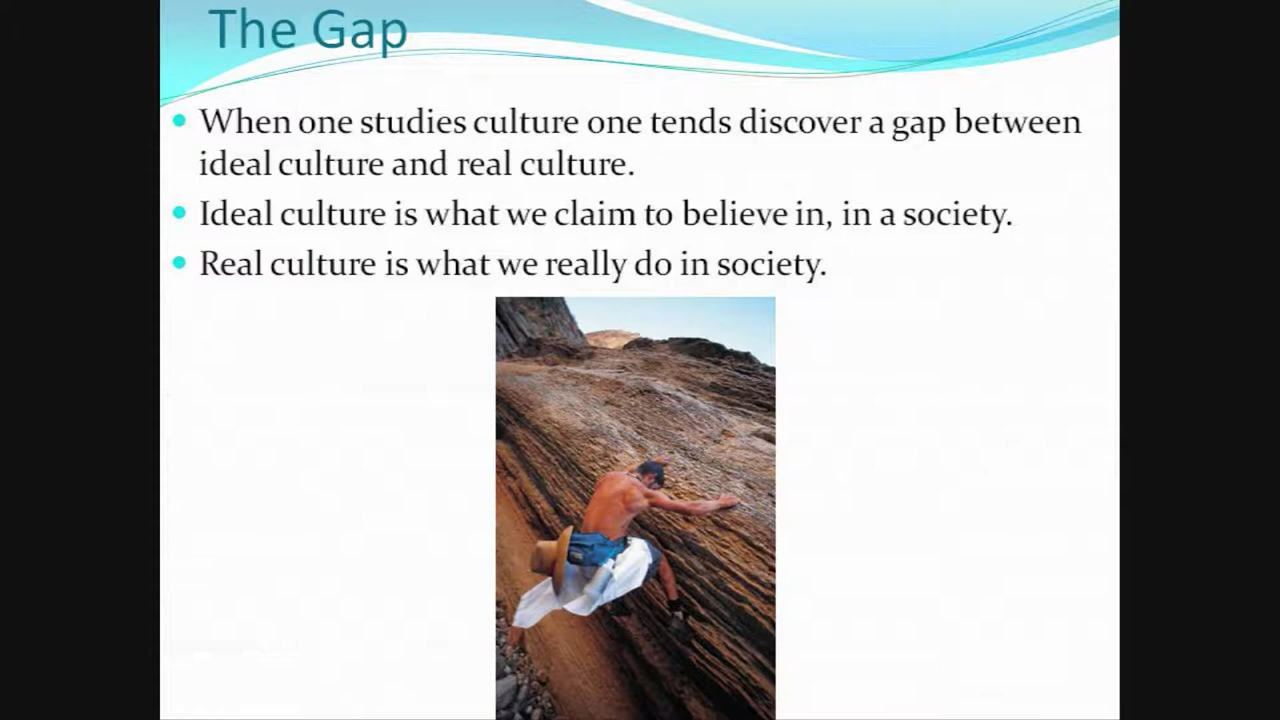 The Gap
When one studies culture one tends discover a gap between
ideal culture and real culture.
Ideal culture is what we claim to believe in, in a society.
Real culture is what we really do in society.